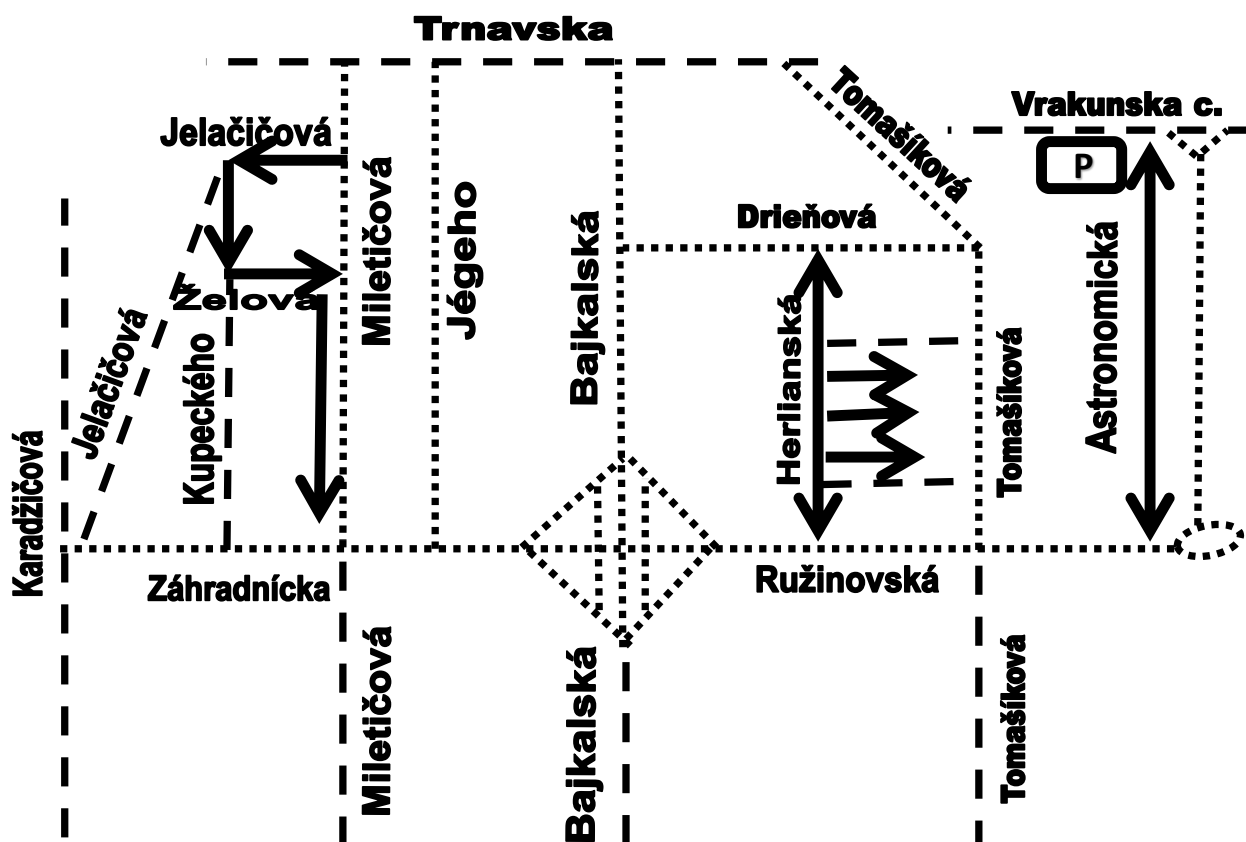 Trnavska
Vrakunska c.
Jelačičová
P
Tomašíková
Miletičová
Jégeho
Bajkalská
Drieňová
Astronomická
Želová
Herlianská
Jelačičová
Kupeckého
Tomašíková
Karadžičová
Záhradnícka
Ružinovská
Miletičová
Bajkalská
Tomašíková